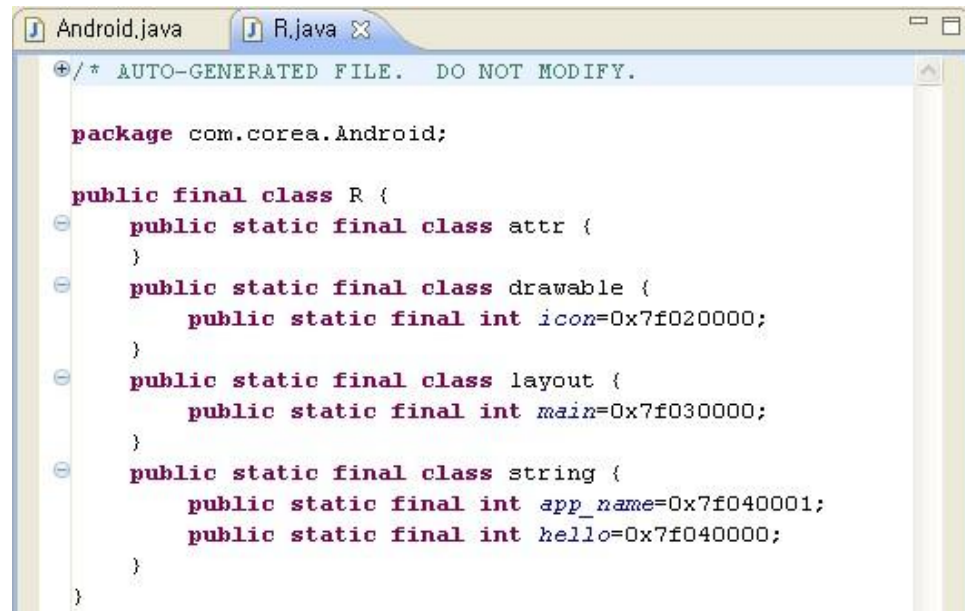 Android.java R.java
/* AUTO-GENERATED FILE.  DO NOT MODIFY.
package com.corea.Android;
public final class R {
    public static final class attr {
    }
    public static final class drawable {
        public static final int icon=0x7f020000;
    }
    public static final class layout {
        public static final int main=0x7f030000;
    }
    public static final class string {
        public static final int app_name=0x7f040001;
        public static final int hello=0x7f040000;
    }
}